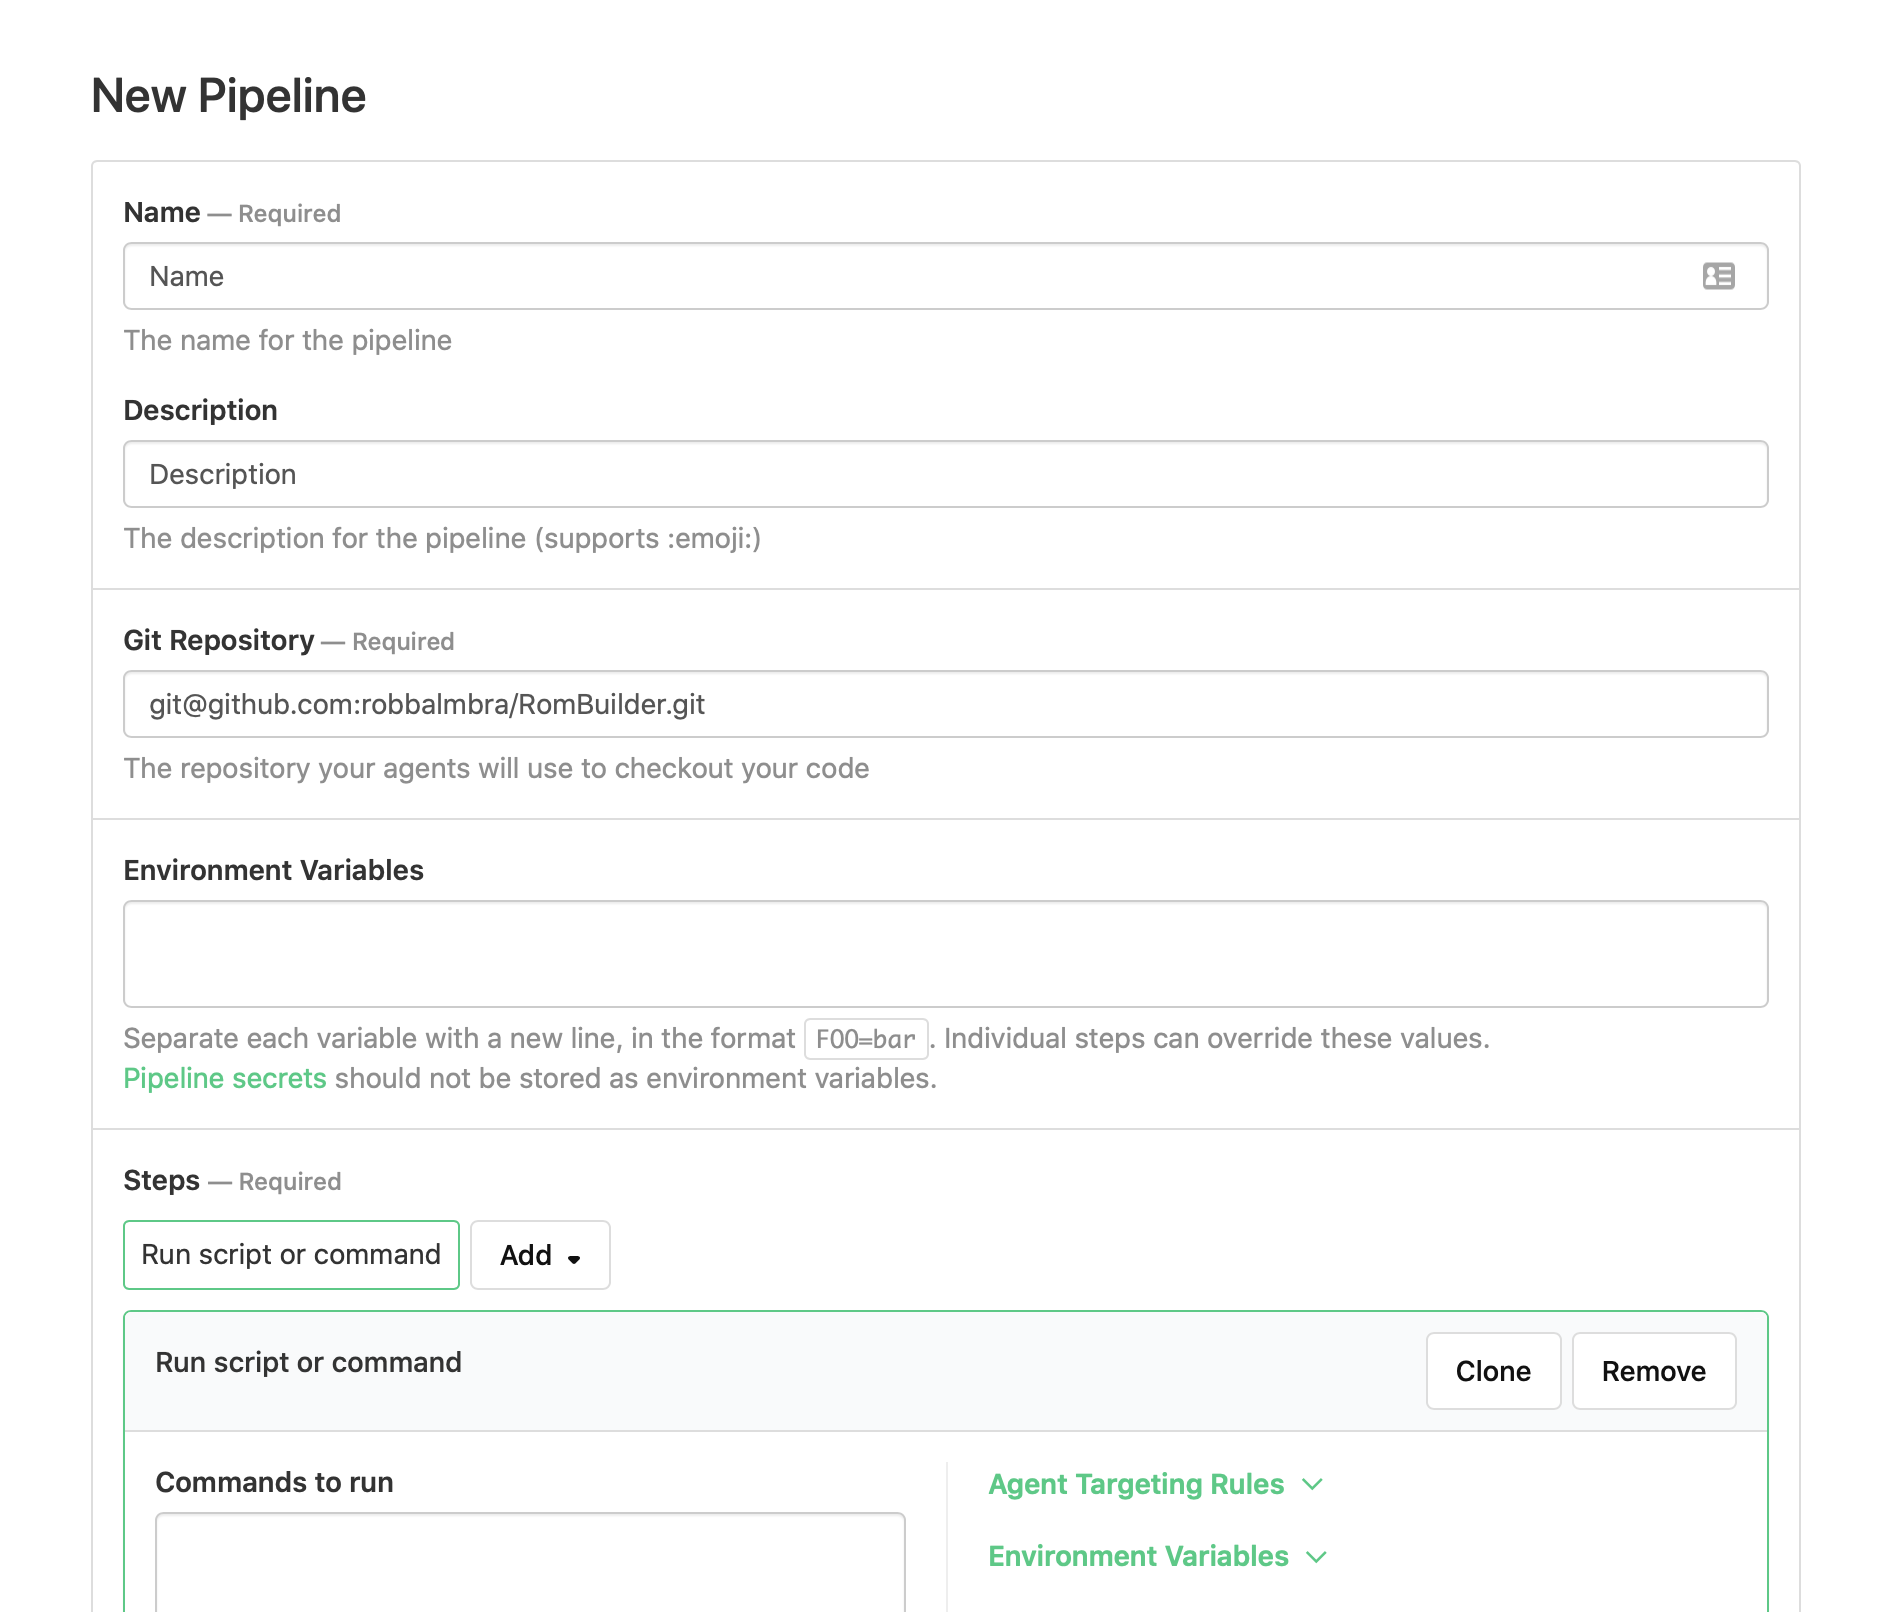 New Pipeline
Name — Required
Name
The name for the pipeline
Description
Description
The description for the pipeline (supports :emoji:)
Git Repository — Required
git@github.com:robbalmbra/RomBuilder.git
The repository your agents will use to checkout your code
Environment Variables
Separate each variable with a new line, in the format FOO=bar. Individual steps can override these values.
Pipeline secrets should not be stored as environment variables.
Steps — Required
Run script or command Add
Run script or command Clone Remove
Commands to run
Agent Targeting Rules
Environment Variables